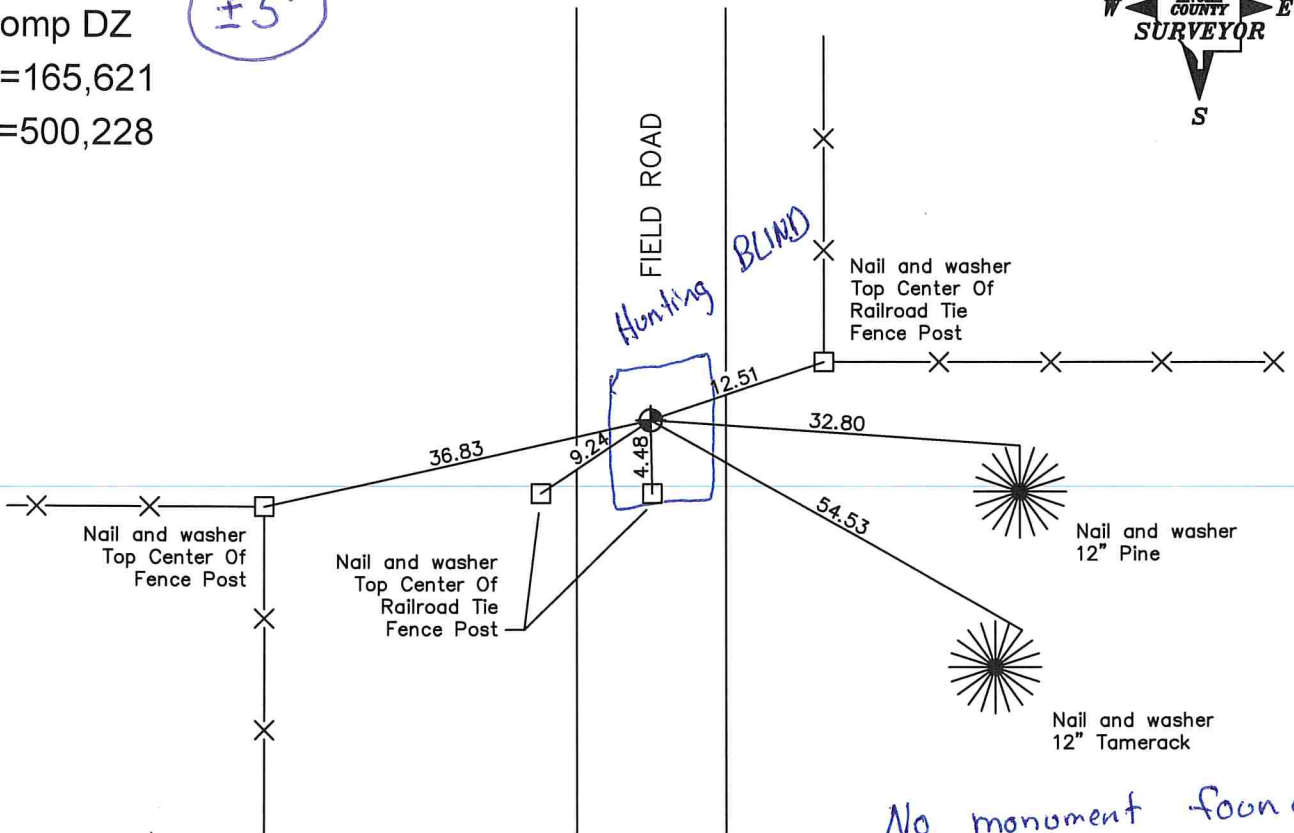 omp DZ
± 5'
=165,621
=500,228
W
COUNTY
E
SURVEYOR
S
FIELD ROAD
Hunting BLIND
Nail and washer
Top Center Of
Railroad Tie
Fence Post
12.51
32.80
36.83
9.24
4.48
54.53
Nail and washer
Top Center Of
Fence Post
Nail and washer
Top Center Of
Railroad Tie
Fence Post
Nail and washer
12" Pine
Nail and washer
12" Tamerack
No monument foun